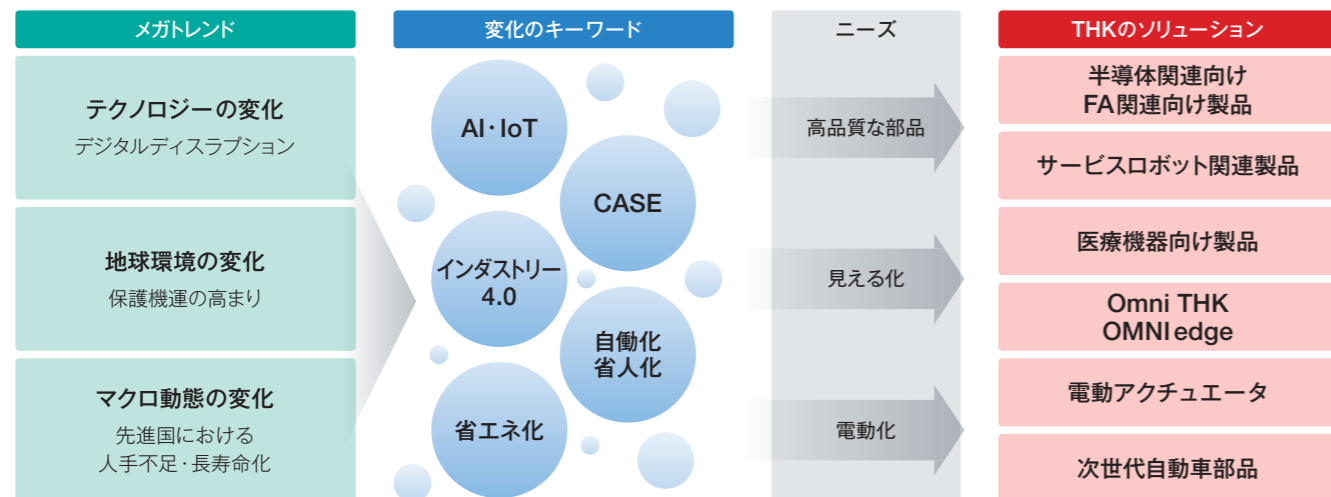 メガトレンド
テクノロジーの変化
デジタルディスラプション
地球環境の変化
保護機運の高まり
マクロ動態の変化
先進国における
人手不足・長寿命化
変化のキーワード
AI・IoT
CASE
インダストリー
4.0
自働化
省人化
省エネ化
ニーズ
高品質な部品
見える化
電動化
THKのソリューション
半導体関連向け
FA関連向け製品
サービスロボット関連製品
医療機器向け製品
Omni THK
OMNI edge
電動アクチュエータ
次世代自動車部品